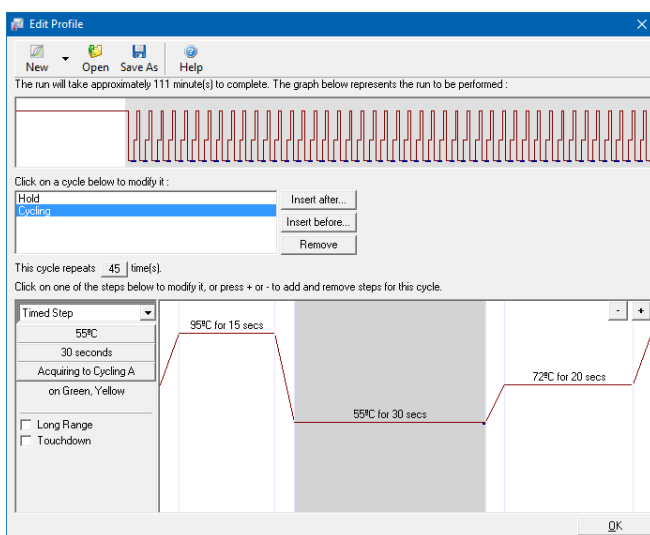 Edit Profile
New Open Save As Help
The run will take approximately 111 minute(s) to complete. The graph below represents the run to be performed :
Click on a cycle below to modify it :
Hold
Cycling
Insert after...
Insert before...
Remove
This cycle repeats 45 time(s).
Click on one of the steps below to modify it, or press + or - to add and remove steps for this cycle.
Timed Step
55ºC
30 seconds
Acquiring to Cycling A
on Green, Yellow
Long Range
Touchdown
95ºC for 15 secs
55ºC for 30 secs
72ºC for 20 secs
- +
OK